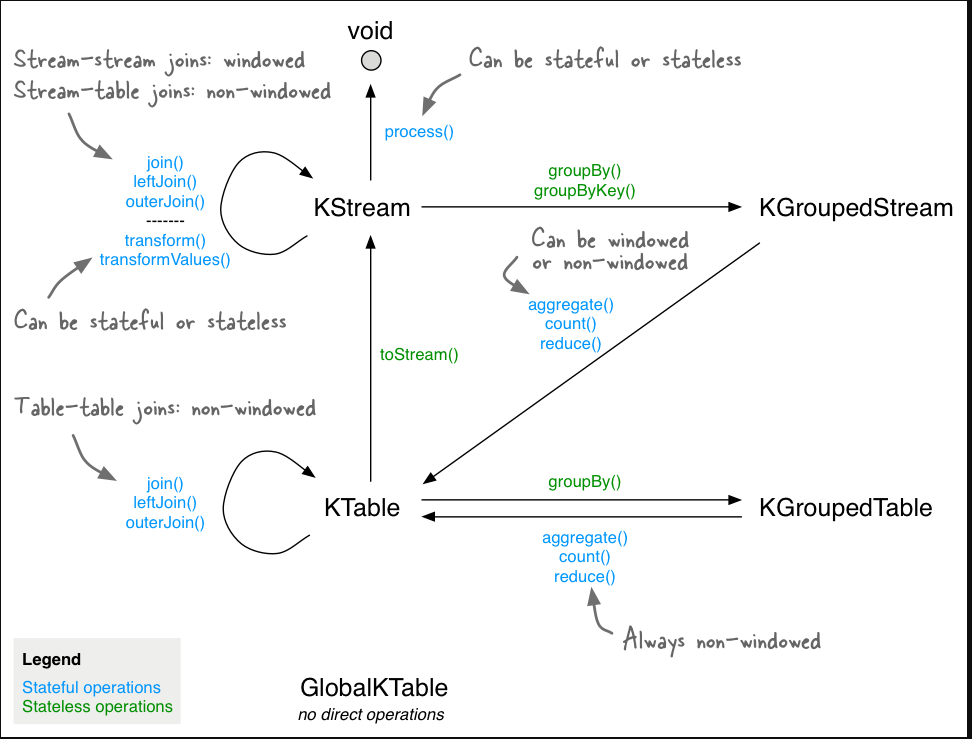 void
Stream-stream joins: windowed
Stream-table joins: non-windowed
Can be stateful or stateless
process()
join()
leftJoin()
outerJoin()
-------
transform()
transformValues()
KStream
groupBy()
groupByKey()
KGroupedStream
Can be windowed
or non-windowed
aggregate()
count()
reduce()
Can be stateful or stateless
toStream()
Table-table joins: non-windowed
join()
leftJoin()
outerJoin()
KTable
groupBy()
KGroupedTable
aggregate()
count()
reduce()
Always non-windowed
Legend
Stateful operations
Stateless operations
GlobalKTable
no direct operations